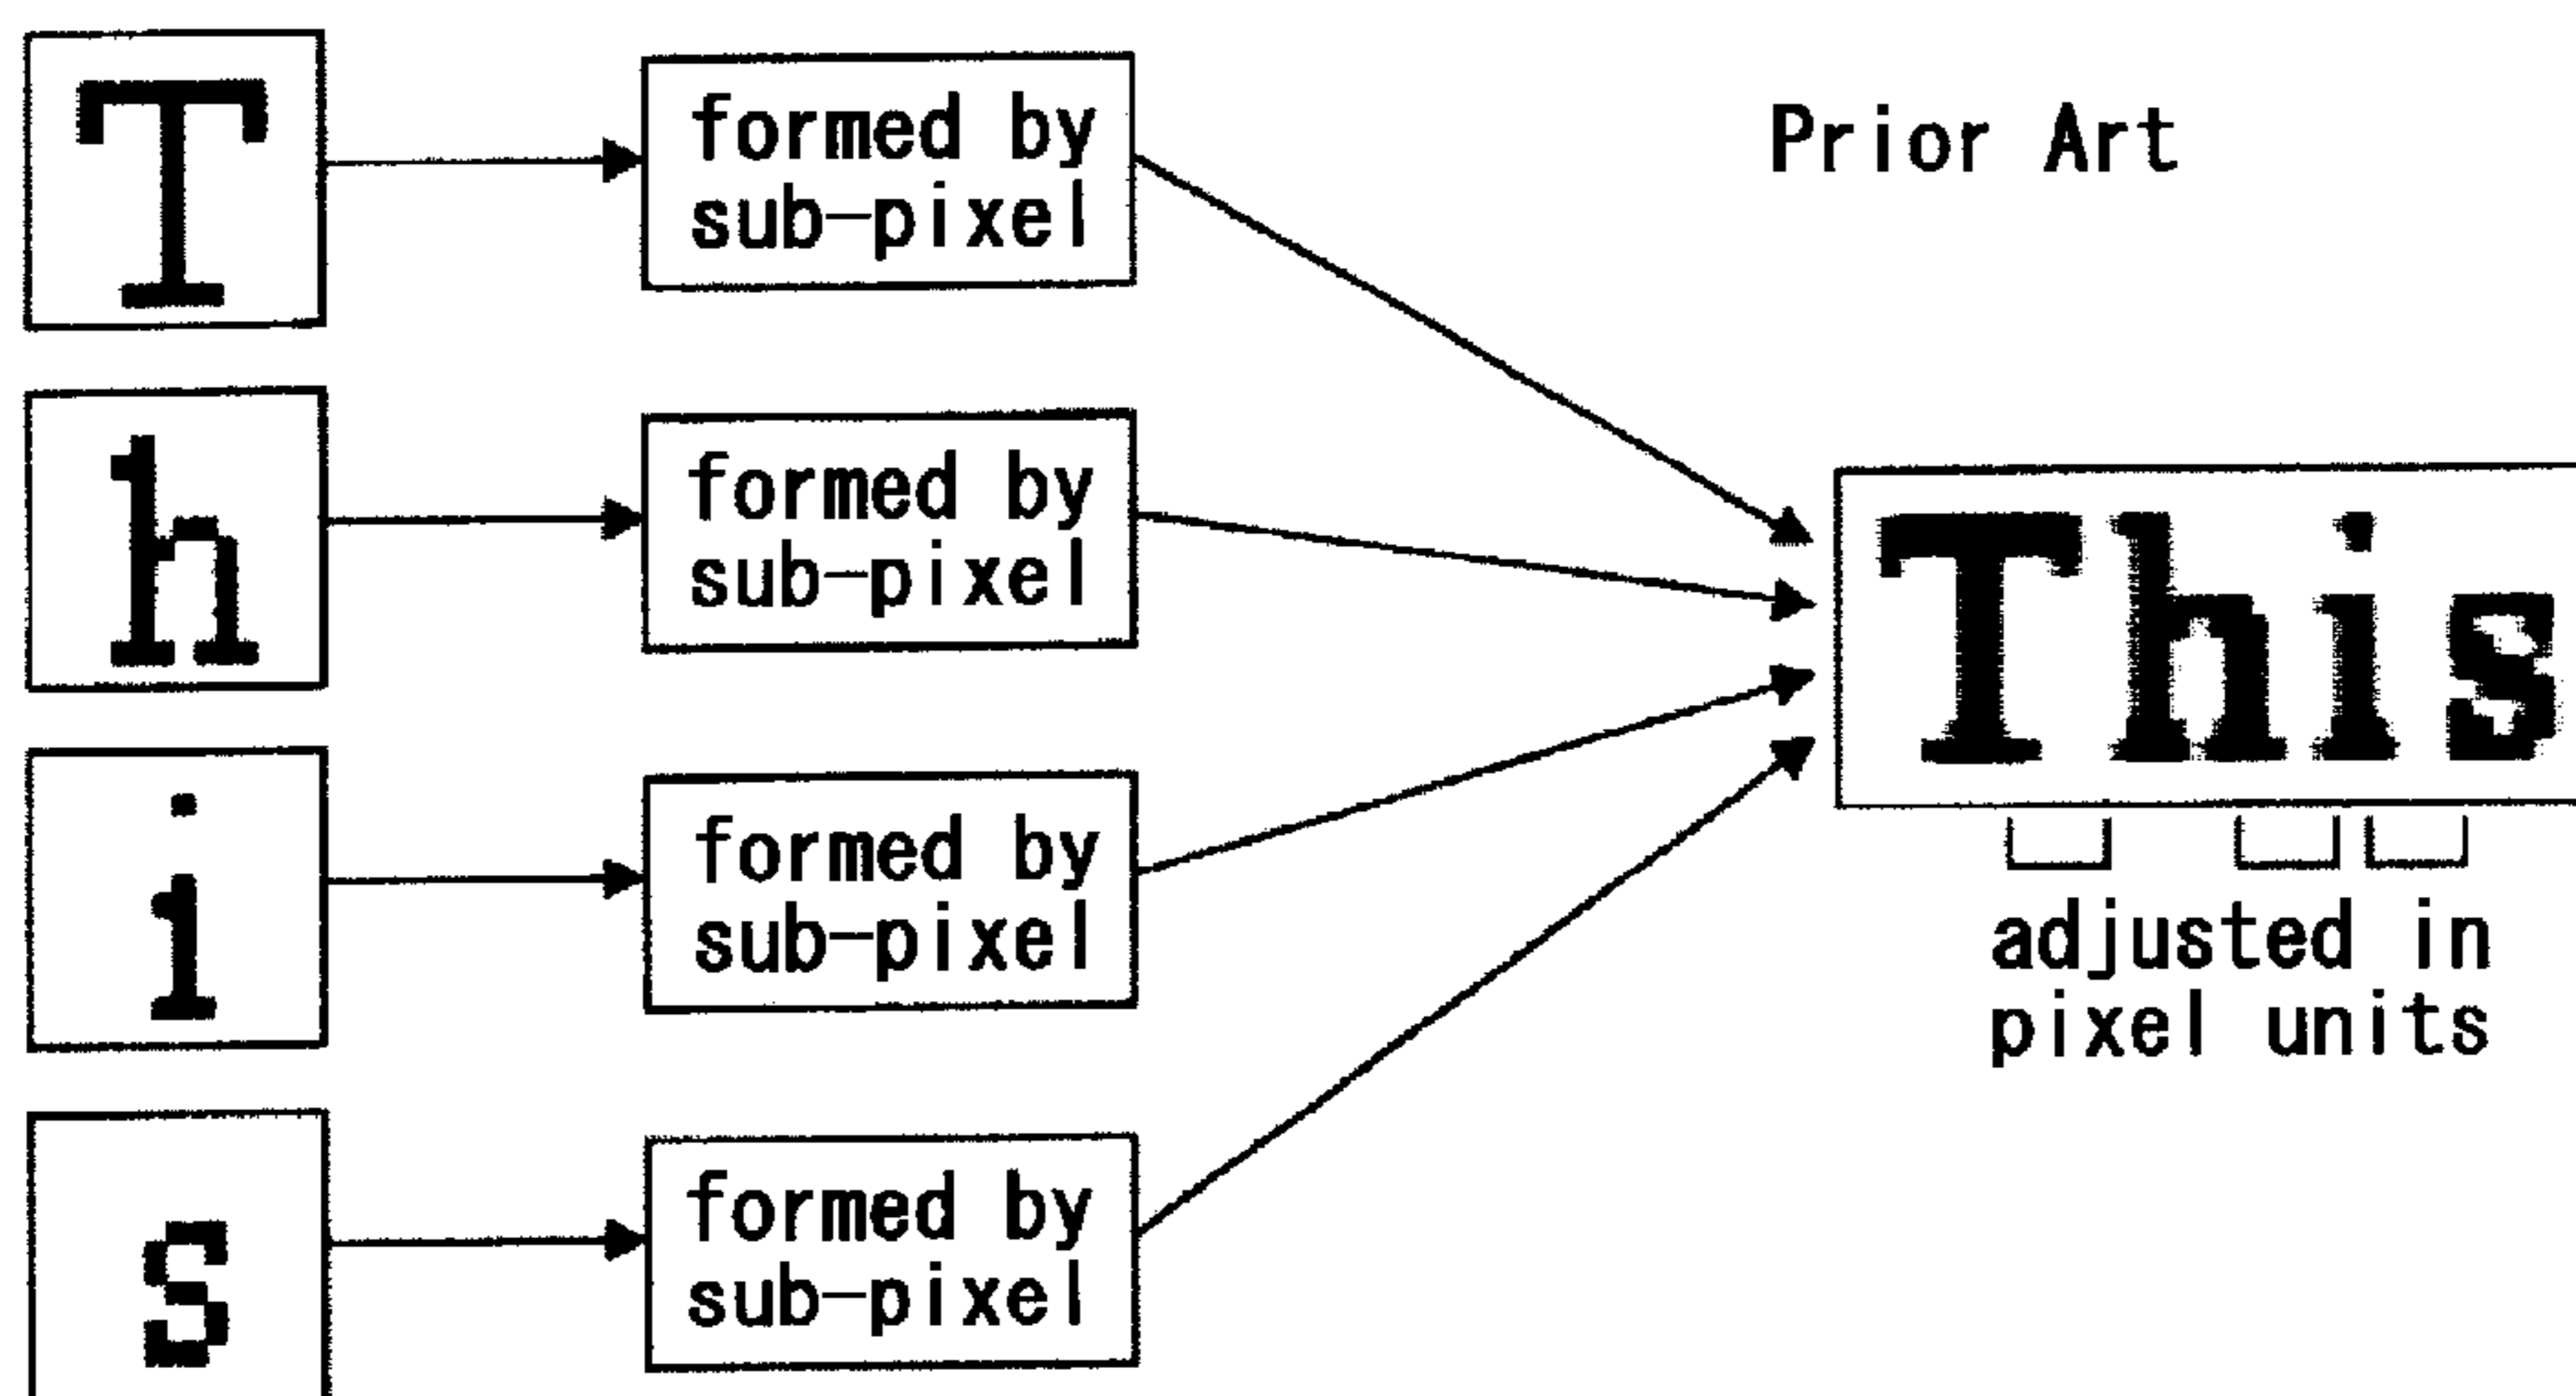 T
formed by
sub-pixel
Prior Art
h
formed by
sub-pixel
This
i
formed by
sub-pixel
adjusted in
pixel units
s
formed by
sub-pixel